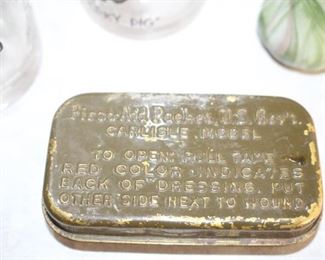 DIG
First-Aid Packet, U.S. Gov't.
CARLISLE MODEL
TO OPEN PULL
RED COLOR INDICATES
BACK OF DRESSING. PUT
OTHER SIDE NEXT TO WOUND.